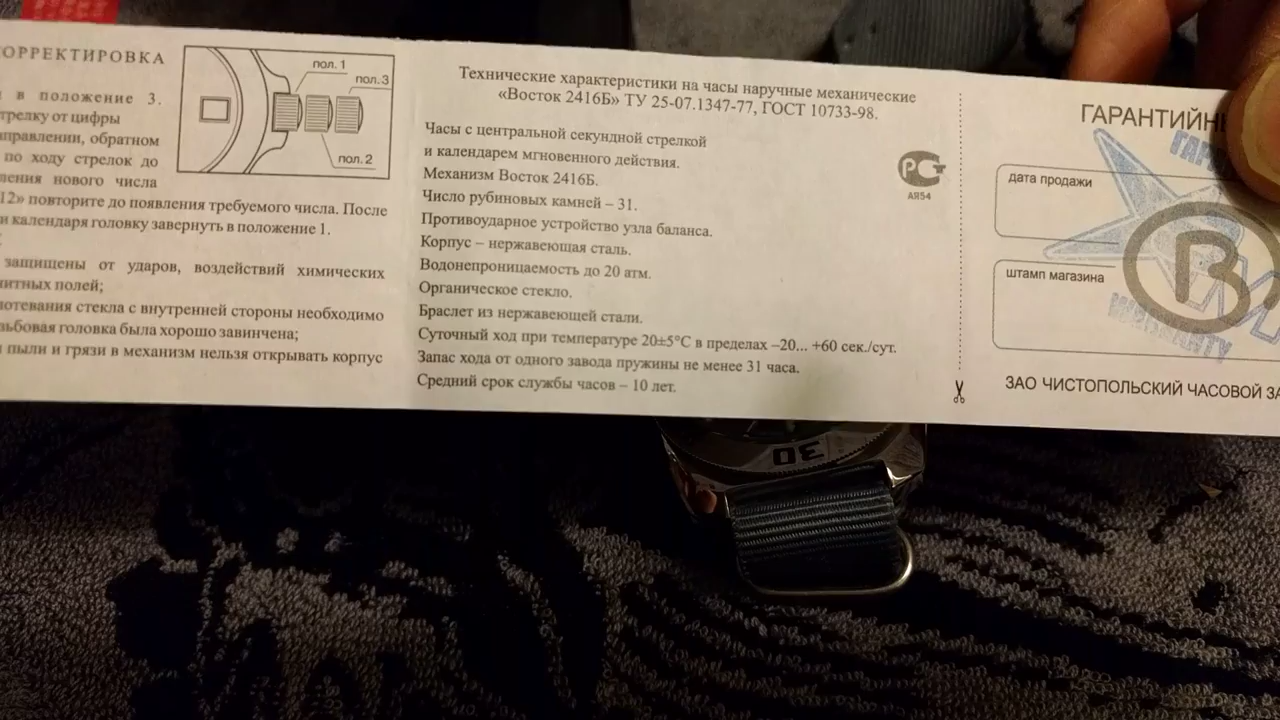 ОРРЕКТИРОВКА
в положение 3.
трелку от цифры
обратном
по ходу стрелок до
нового числа
12» повторите до появления требуемого числа. После
и календаря головку завернуть в положение 1.
защищены от ударов, воздействий химических
полей;
стекла с внутренней стороны необходимо
головка была хорошо завинчена;
пыли и грязи в механизм нельзя открывать корпус
пол. 1
пол. 3
пол. 2
Технические характеристики на часы наручные механические
«Восток 2416Б» ТУ 25-07.1347-77, ГОСТ 10733-98.
Часы с центральной секундной стрелкой
и календарем мгновенного действия.
Механизм Восток 2416Б.
Число рубиновых камней – 31.
Противоударное устройство узла баланса.
Корпус – нержавеющая сталь.
Водонепроницаемость до 20 атм.
Органическое стекло.
Браслет из нержавеющей стали.
Суточный ход при температуре 20±5°С в пределах –20... +60 сек./сут.
Запас хода от одного завода пружины не менее 31 часа.
Средний срок службы часов – 10 лет.
АЯ54
ГАРАНТИЙН
дата продажи
штамп магазина
WARRANTY
ЗАО ЧИСТОПОЛЬСКИЙ ЧАСОВОЙ ЗА
30